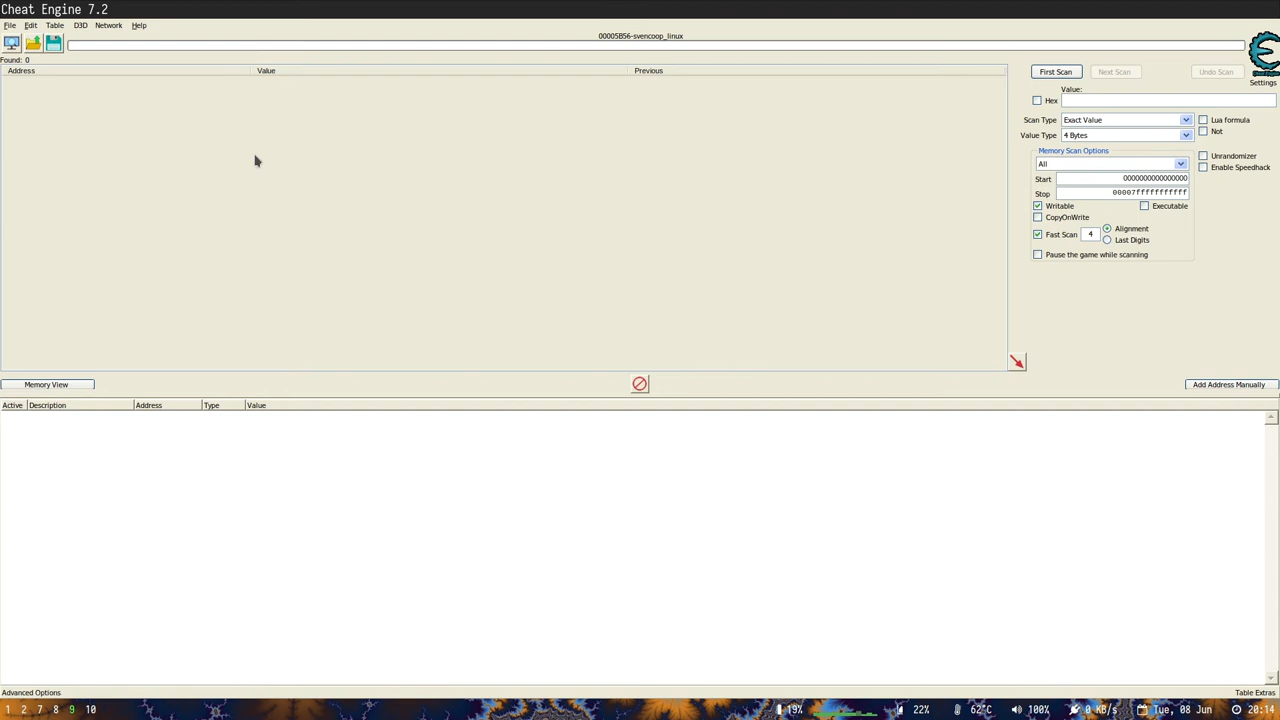 Cheat Engine 7.2
File Edit Table D3D Network Help
00005B56-svencoop_linux
Found: 0
Address Value Previous
First Scan Next Scan Undo Scan
Settings
Value:
Hex
Scan Type Exact Value Lua formula
Value Type 4 Bytes Not
Memory Scan Options
All
Unrandomizer
Enable Speedhack
Start 0000000000000000
Stop 00007fffffffffff
Writable Executable
CopyOnWrite
Fast Scan 4 Alignment
Last Digits
Pause the game while scanning
Memory View Add Address Manually
Active Description Address Type Value
Advanced Options Table Extras
1 2 7 8 9 10 19% 22% 62°C 100% 0 KB/s Tue, 08 Jun 20:14